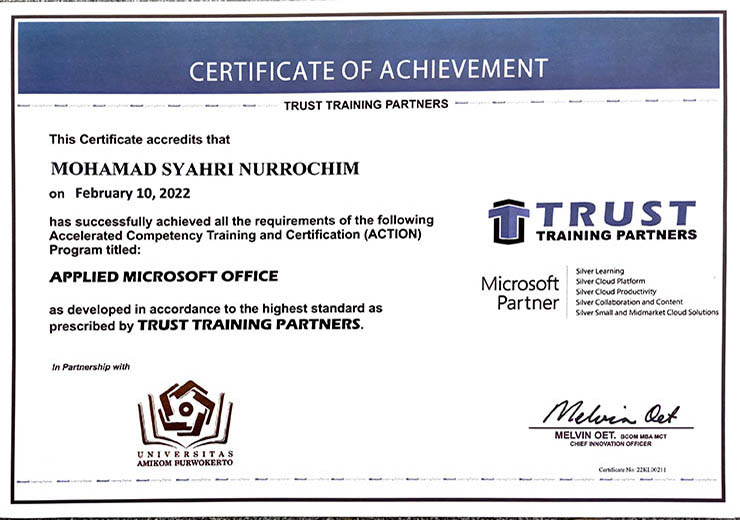 CERTIFICATE OF ACHIEVEMENT
TRUST TRAINING PARTNERS
This Certificate accredits that
MOHAMAD SYAHRI NURROCHIM
on February 10, 2022
has successfully achieved all the requirements of the following
Accelerated Competency Training and Certification (ACTION)
Program titled:
APPLIED MICROSOFT OFFICE
as developed in accordance to the highest standard as
prescribed by TRUST TRAINING PARTNERS.
TRUST
TRAINING PARTNERS
Microsoft
Partner
Silver Learning
Silver Cloud Platform
Silver Cloud Productivity
Silver Collaboration and Content
Silver Small and Midmarket Cloud Solutions
In Partnership with
UNIVERSITAS
AMIKOM PURWOKERTO
Melvin Oet
MELVIN OET. BCOM MBA MCT
CHIEF INNOVATION OFFICER
Certificate No: 22KL00211